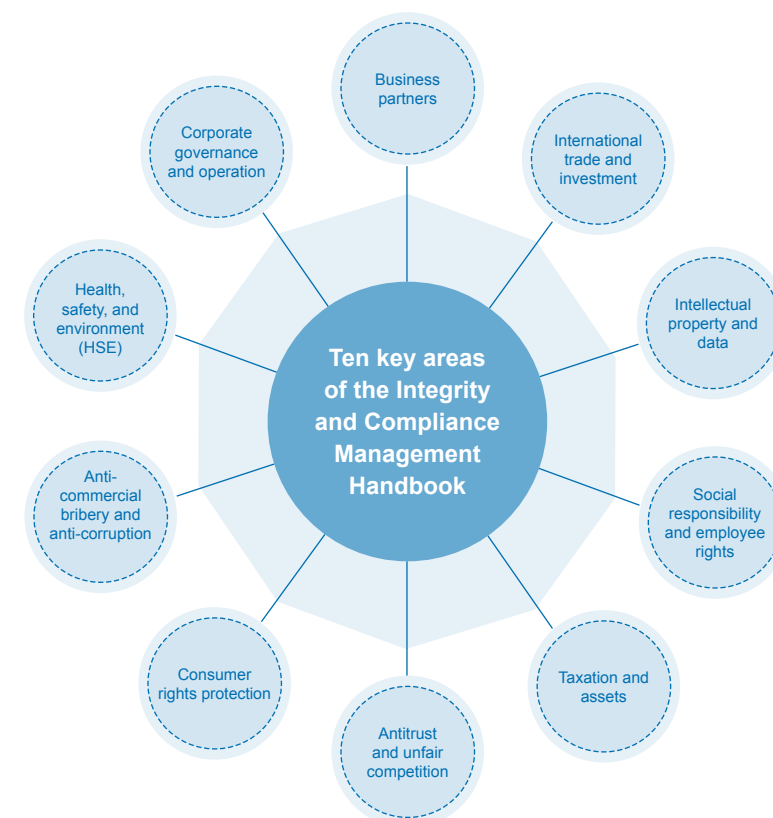 Business
partners
International
trade and
investment
Intellectual
property and
data
Social
responsibility
and employee
rights
Taxation and
assets
Antitrust
and unfair
competition
Consumer
rights protection
Anti-
commercial
bribery and
anti-corruption
Health,
safety, and
environment
(HSE)
Corporate
governance
and operation
Ten key areas
of the Integrity
and Compliance
Management
Handbook